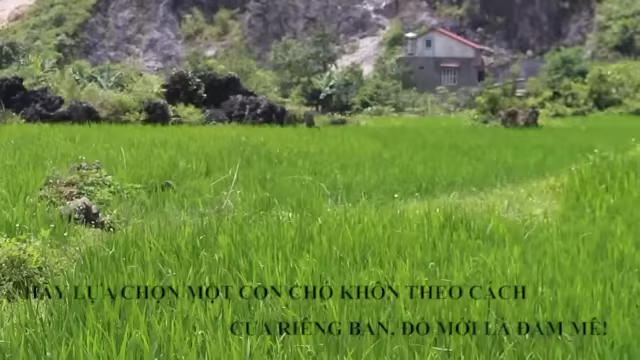 HÃY LỰA CHỌN MỘT CON CHÓ KHÔN THEO CÁCH
CỦA RIÊNG BẠN. ĐÓ MỚI LÀ ĐAM MÊ!